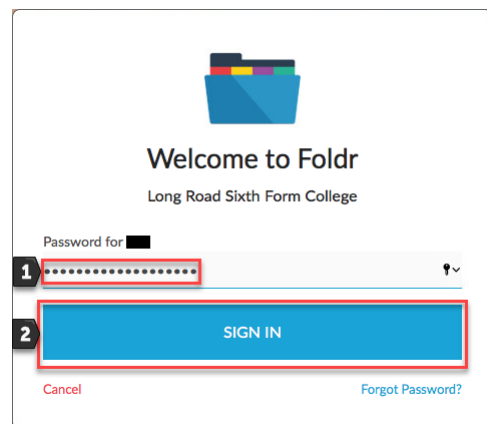 Welcome to Foldr
Long Road Sixth Form College
Password for
1
••••••••••••••••••••
2
SIGN IN
Cancel
Forgot Password?